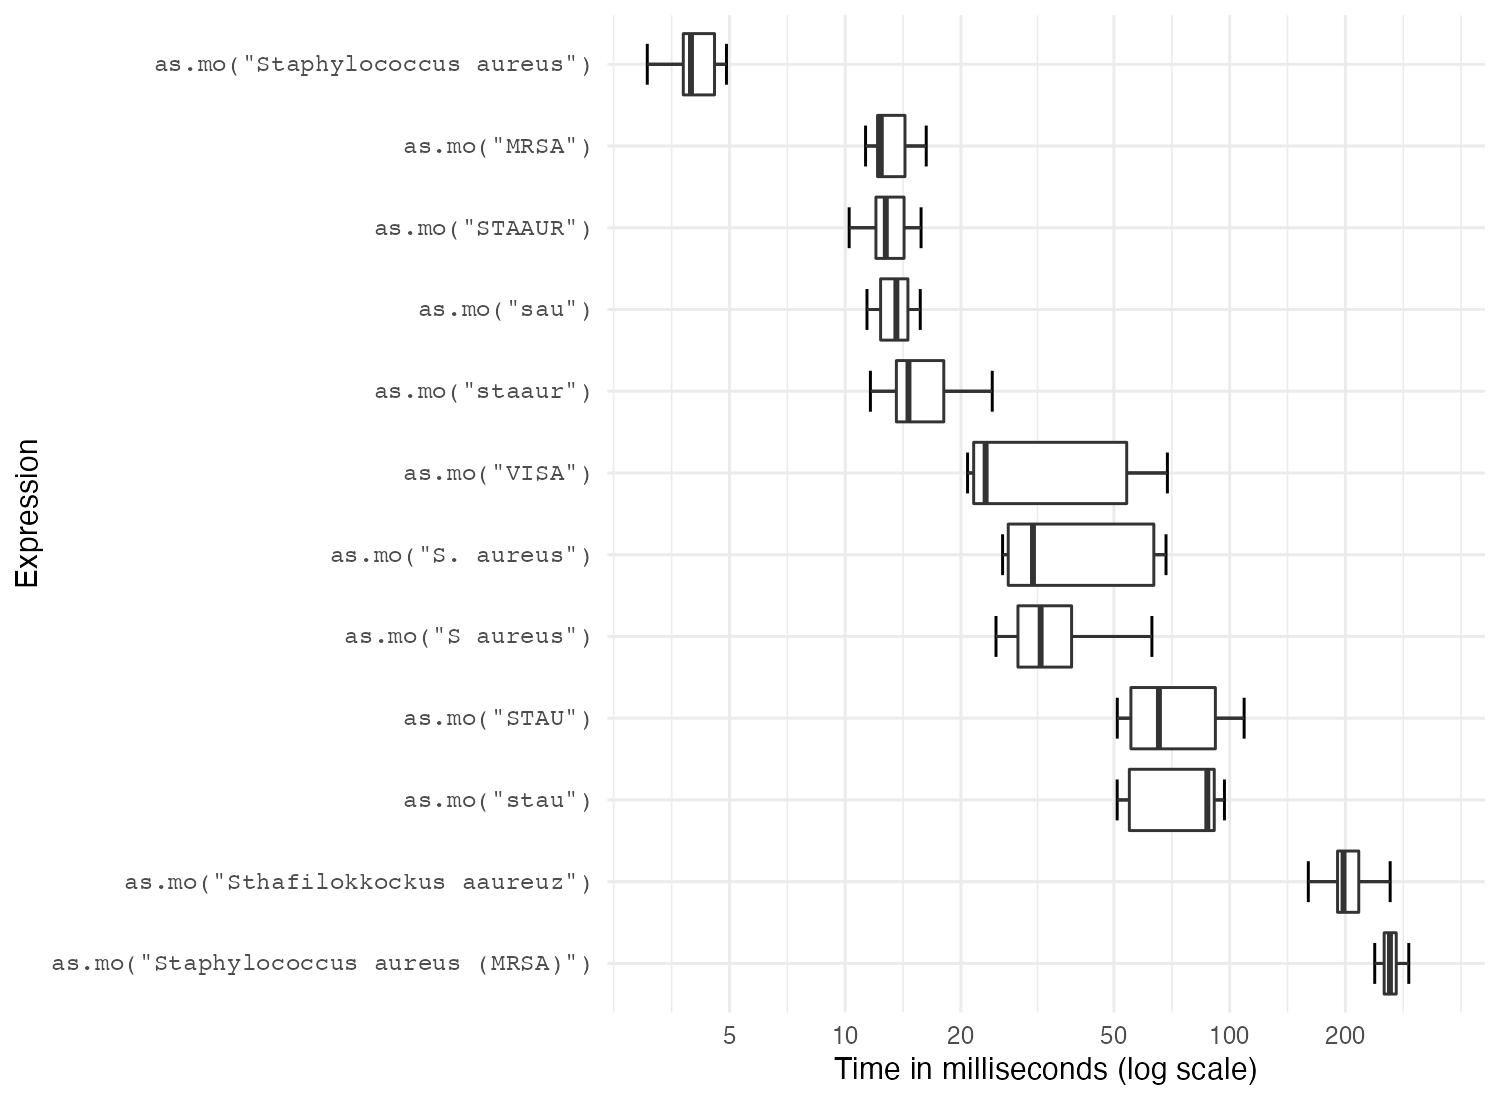 as.mo("Staphylococcus aureus")
as.mo("MRSA")
as.mo("STAAUR")
as.mo("sau")
as.mo("staaur")
as.mo("VISA")
as.mo("S. aureus")
as.mo("S aureus")
as.mo("STAU")
as.mo("stau")
as.mo("Sthafilokkockus aaureuz")
as.mo("Staphylococcus aureus (MRSA)")
Expression
5 10 20 50 100 200
Time in milliseconds (log scale)